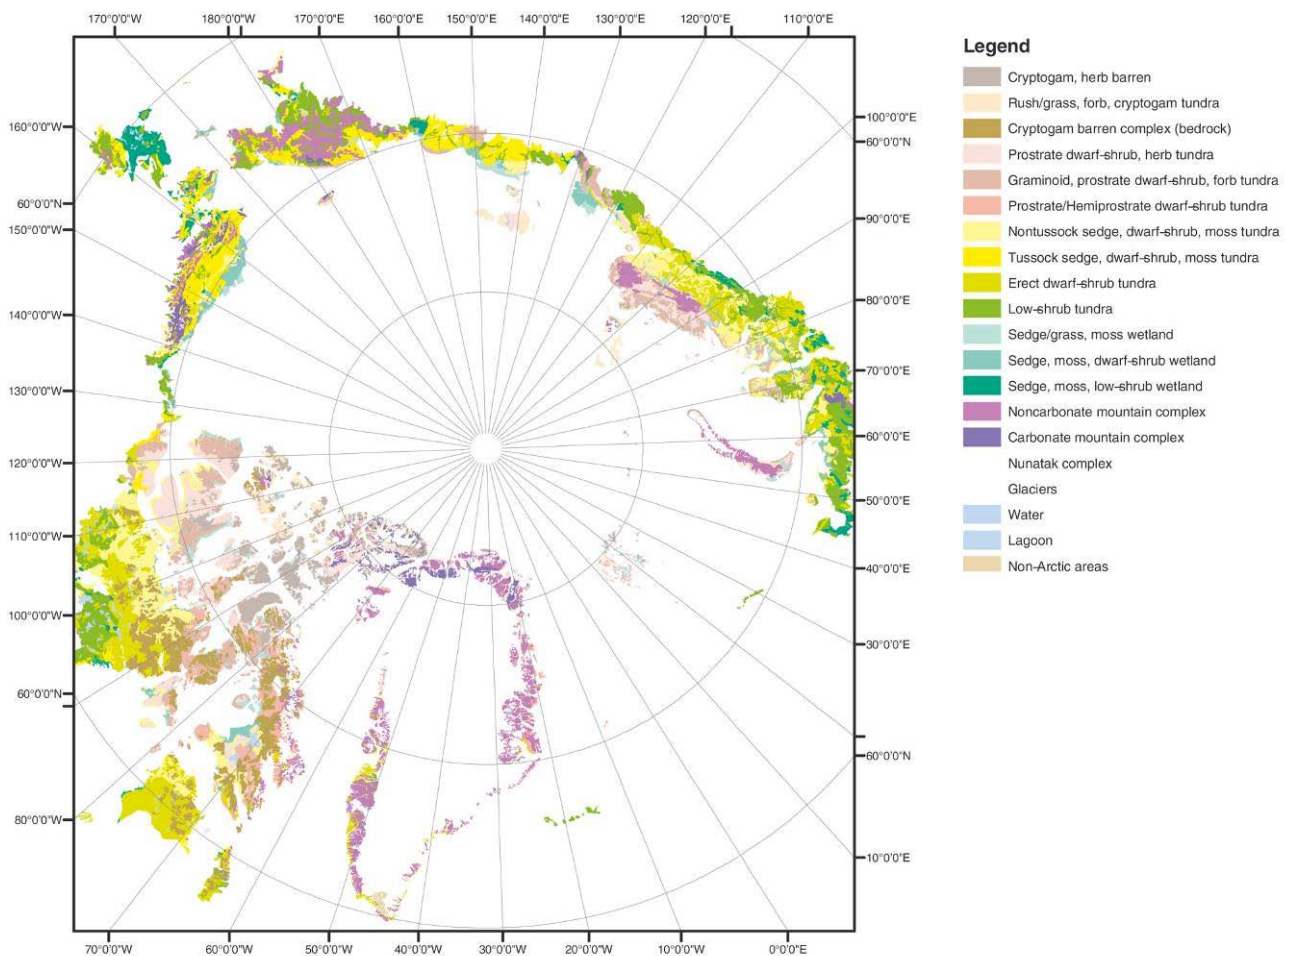 170°0'0"W 180°0'0"W 170°0'0"E 160°0'0"E 150°0'0"E 140°0'0"E 130°0'0"E 120°0'0"E 110°0'0"E
160°0'0"W
60°0'0"N
150°0'0"W
140°0'0"W
130°0'0"W
120°0'0"W
110°0'0"W
100°0'0"W
60°0'0"N
80°0'0"W
100°0'0"E
60°0'0"N
90°0'0"E
80°0'0"E
70°0'0"E
60°0'0"E
50°0'0"E
40°0'0"E
30°0'0"E
60°0'0"N
10°0'0"E
70°0'0"W 60°0'0"W 50°0'0"W 40°0'0"W 30°0'0"W 20°0'0"W 10°0'0"W 0°0'0"E
Legend
Cryptogam, herb barren
Rush/grass, forb, cryptogam tundra
Cryptogam barren complex (bedrock)
Prostrate dwarf-shrub, herb tundra
Graminoid, prostrate dwarf-shrub, forb tundra
Prostrate/Hemiprostrate dwarf-shrub tundra
Nontussock sedge, dwarf-shrub, moss tundra
Tussock sedge, dwarf-shrub, moss tundra
Erect dwarf-shrub tundra
Low-shrub tundra
Sedge/grass, moss wetland
Sedge, moss, dwarf-shrub wetland
Sedge, moss, low-shrub wetland
Noncarbonate mountain complex
Carbonate mountain complex
Nunatak complex
Glaciers
Water
Lagoon
Non-Arctic areas